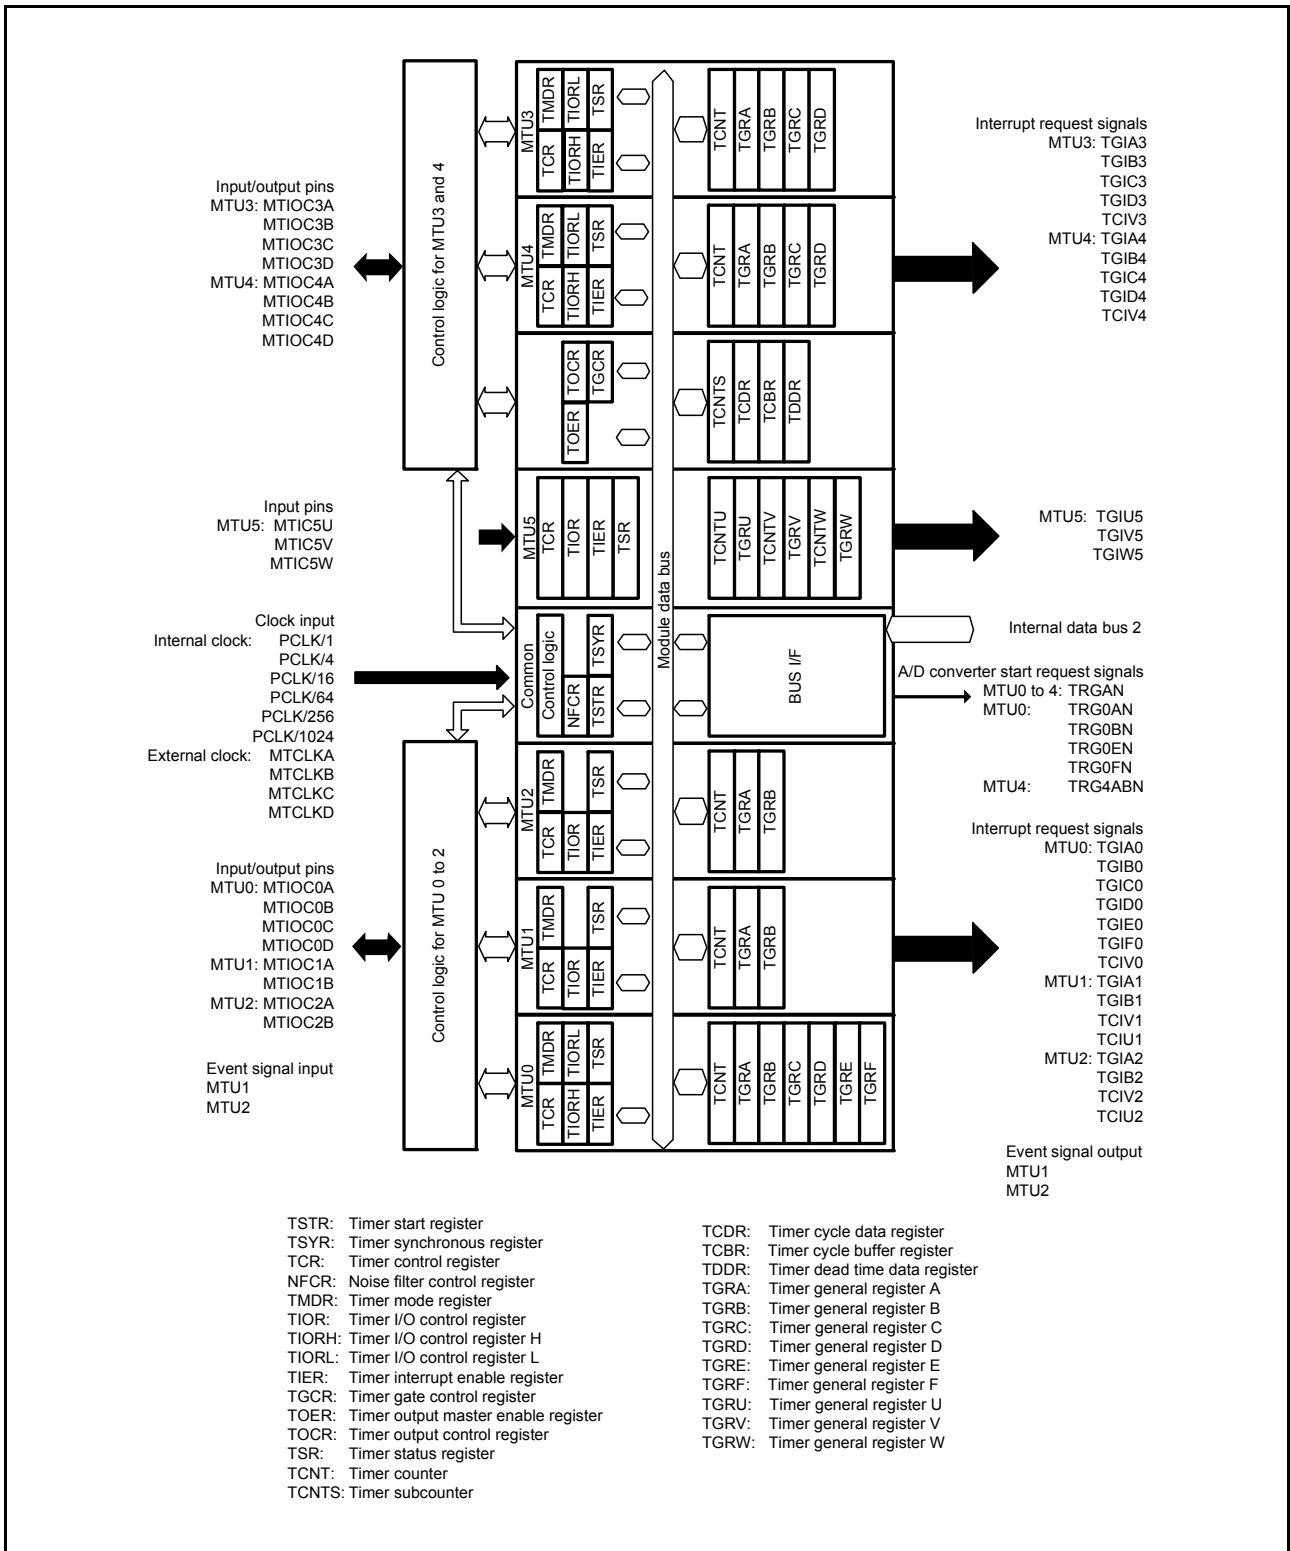 Input/output pins
MTU3: MTIOC3A
MTIOC3B
MTIOC3C
MTIOC3D
MTU4: MTIOC4A
MTIOC4B
MTIOC4C
MTIOC4D
Input pins
MTU5: MTIC5U
MTIC5V
MTIC5W
Clock input
Internal clock: PCLK/1
PCLK/4
PCLK/16
PCLK/64
PCLK/256
PCLK/1024
External clock: MTCLKA
MTCLKB
MTCLKC
MTCLKD
Input/output pins
MTU0: MTIOC0A
MTIOC0B
MTIOC0C
MTIOC0D
MTU1: MTIOC1A
MTIOC1B
MTU2: MTIOC2A
MTIOC2B
Event signal input
MTU1
MTU2
Control logic for MTU3 and 4
Control logic for MTU 0 to 2
MTU3
TCR
TMDR
TIORH
TIORL
TIER
TSR
TCNT
TGRA
TGRB
TGRC
TGRD
MTU4
TCR
TMDR
TIORH
TIORL
TIER
TSR
TCNT
TGRA
TGRB
TGRC
TGRD
TOER
TOCR
TGCR
TCNTS
TCDR
TCBR
TDDR
MTU5
TCR
TIOR
TIER
TSR
TCNTU
TGRU
TCNTV
TGRV
TCNTW
TGRW
Module data bus
Common
Control logic
NFCR
TSTR
TSYR
BUS I/F
MTU2
TCR
TMDR
TIOR
TIER
TSR
TCNT
TGRA
TGRB
MTU1
TCR
TMDR
TIOR
TIER
TSR
TCNT
TGRA
TGRB
MTU0
TCR
TMDR
TIORH
TIORL
TIER
TSR
TCNT
TGRA
TGRB
TGRC
TGRD
TGRE
TGRF
Interrupt request signals
MTU3: TGIA3
TGIB3
TGIC3
TGID3
TCIV3
MTU4: TGIA4
TGIB4
TGIC4
TGID4
TCIV4
MTU5: TGIU5
TGIV5
TGIW5
Internal data bus 2
A/D converter start request signals
MTU0 to 4: TRGAN
MTU0: TRG0AN
TRG0BN
TRG0EN
TRG0FN
MTU4: TRG4ABN
Interrupt request signals
MTU0: TGIA0
TGIB0
TGIC0
TGID0
TGIE0
TGIF0
TCIV0
MTU1: TGIA1
TGIB1
TCIV1
TCIU1
MTU2: TGIA2
TGIB2
TCIV2
TCIU2
Event signal output
MTU1
MTU2
TSTR: Timer start register
TSYR: Timer synchronous register
TCR: Timer control register
NFCR: Noise filter control register
TMDR: Timer mode register
TIOR: Timer I/O control register
TIORH: Timer I/O control register H
TIORL: Timer I/O control register L
TIER: Timer interrupt enable register
TGCR: Timer gate control register
TOER: Timer output master enable register
TOCR: Timer output control register
TSR: Timer status register
TCNT: Timer counter
TCNTS: Timer subcounter
TCDR: Timer cycle data register
TCBR: Timer cycle buffer register
TDDR: Timer dead time data register
TGRA: Timer general register A
TGRB: Timer general register B
TGRC: Timer general register C
TGRD: Timer general register D
TGRE: Timer general register E
TGRF: Timer general register F
TGRU: Timer general register U
TGRV: Timer general register V
TGRW: Timer general register W